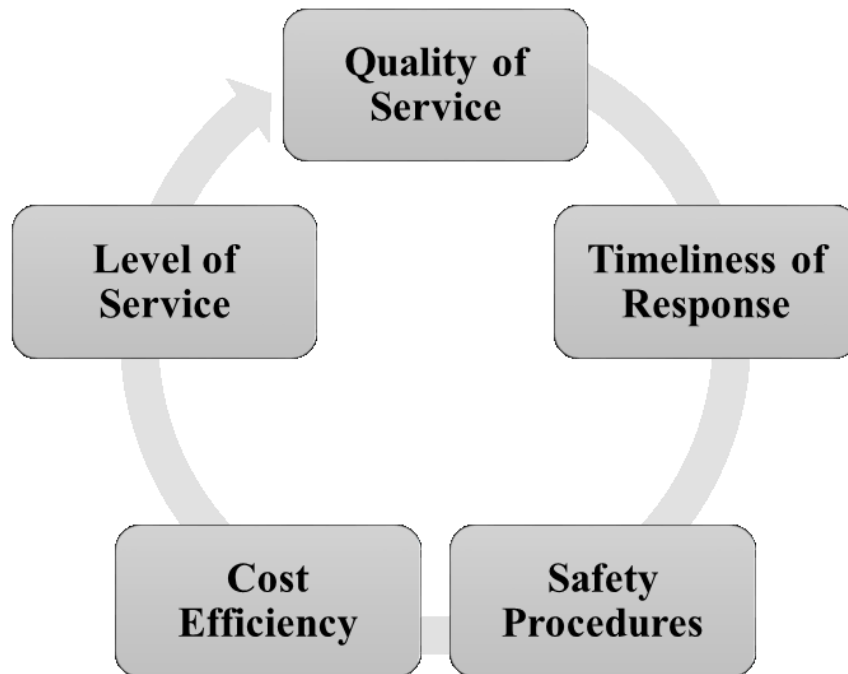 Quality of
Service
Timeliness of
Response
Safety
Procedures
Cost
Efficiency
Level of
Service